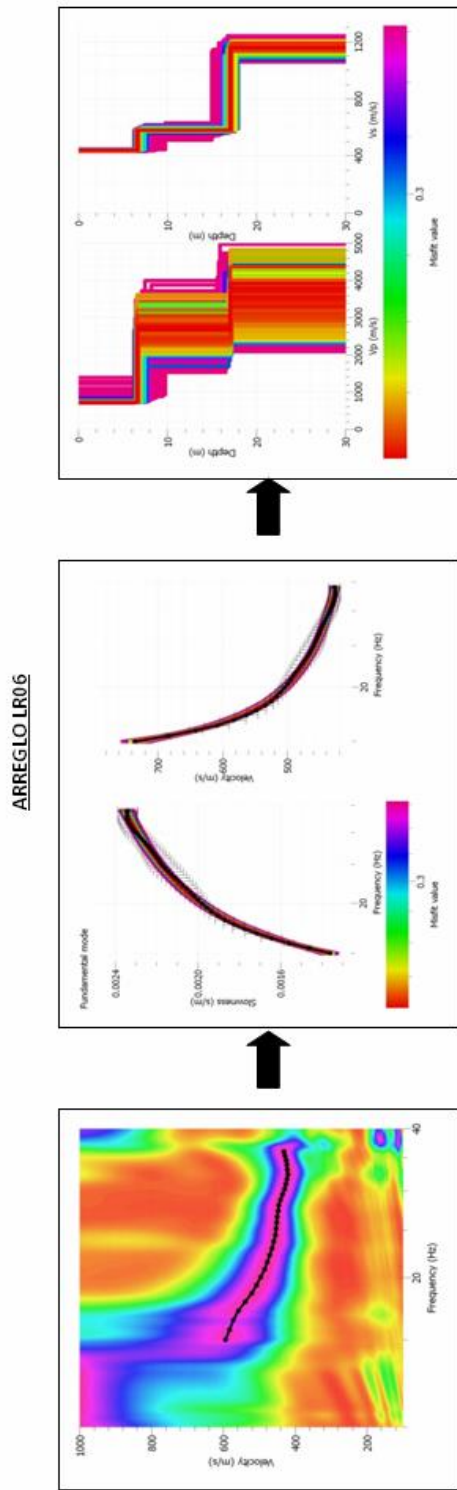 ARREGLO LR06
1000
800
600
400
200
Velocity (m/s)
20
40
Frequency (Hz)
Fundamental mode
0.0024
0.0020
0.0016
Slowness (s/m)
20
Frequency (Hz)
700
600
500
Velocity (m/s)
20
Frequency (Hz)
0.3
Misfit value
0
10
20
30
Depth (m)
0
1000
2000
3000
4000
5000
Vp (m/s)
0
10
20
30
Depth (m)
0
400
800
1200
Vs (m/s)
0.3
Misfit value